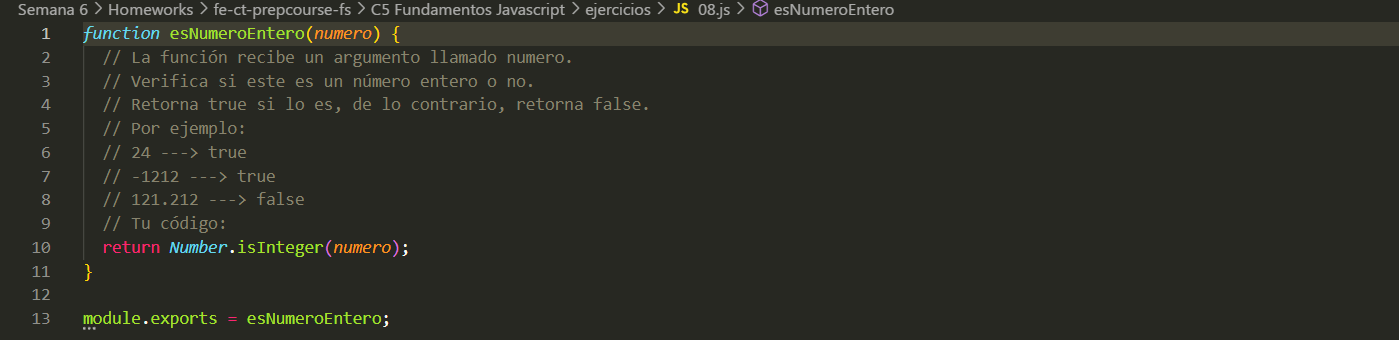 Semana 6 > Homeworks > fe-ct-prepcourse-fs > C5 Fundamentos Javascript > ejercicios > JS 08.js > esNumeroEntero
1 function esNumeroEntero(numero) {
2 // La función recibe un argumento llamado numero.
3 // Verifica si este es un número entero o no.
4 // Retorna true si lo es, de lo contrario, retorna false.
5 // Por ejemplo:
6 // 24 ---> true
7 // -1212 ---> true
8 // 121.212 ---> false
9 // Tu código:
10 return Number.isInteger(numero);
11 }
12
13 module.exports = esNumeroEntero;